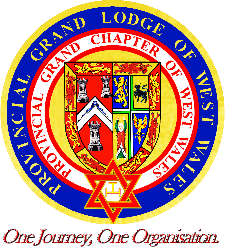 PROVINCIAL GRAND LODGE OF WEST WALES
PROVINCIAL GRAND CHAPTER OF WEST WALES
One Journey, One Organisation.